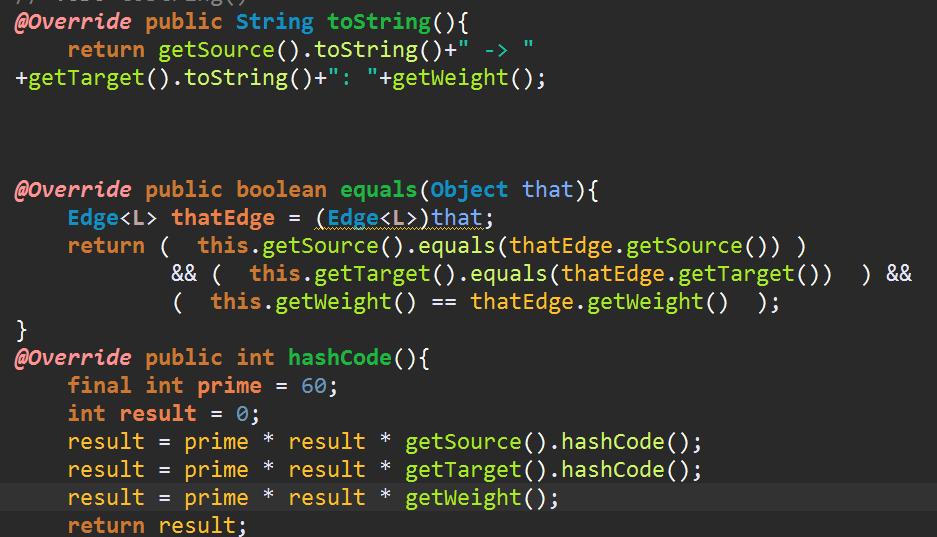 // ... toString()
@Override public String toString(){
    return getSource().toString()+" -> "
+getTarget().toString()+": "+getWeight();
@Override public boolean equals(Object that){
    Edge<L> thatEdge = (Edge<L>)that;
    return (  this.getSource().equals(thatEdge.getSource()) )
            && (  this.getTarget().equals(thatEdge.getTarget())  ) &&
            (  this.getWeight() == thatEdge.getWeight()  );
}
@Override public int hashCode(){
    final int prime = 60;
    int result = 0;
    result = prime * result * getSource().hashCode();
    result = prime * result * getTarget().hashCode();
    result = prime * result * getWeight();
    return result;